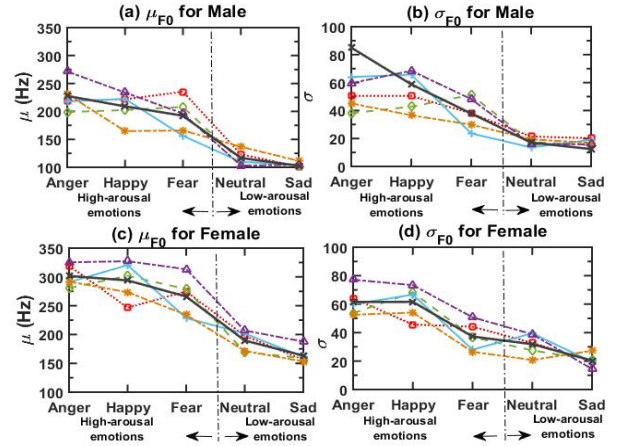 (a) μF0 for Male
350
300
250
200
150
100
μ (Hz)
Anger Happy Fear Neutral Sad
High-arousal emotions
Low-arousal emotions
(b) σF0 for Male
100
80
60
40
20
0
σ
Anger Happy Fear Neutral Sad
High-arousal emotions
Low-arousal emotions
(c) μF0 for Female
350
300
250
200
150
100
μ (Hz)
Anger Happy Fear Neutral Sad
High-arousal emotions
Low-arousal emotions
(d) σF0 for Female
100
80
60
40
20
0
σ
Anger Happy Fear Neutral Sad
High-arousal emotions
Low-arousal emotions